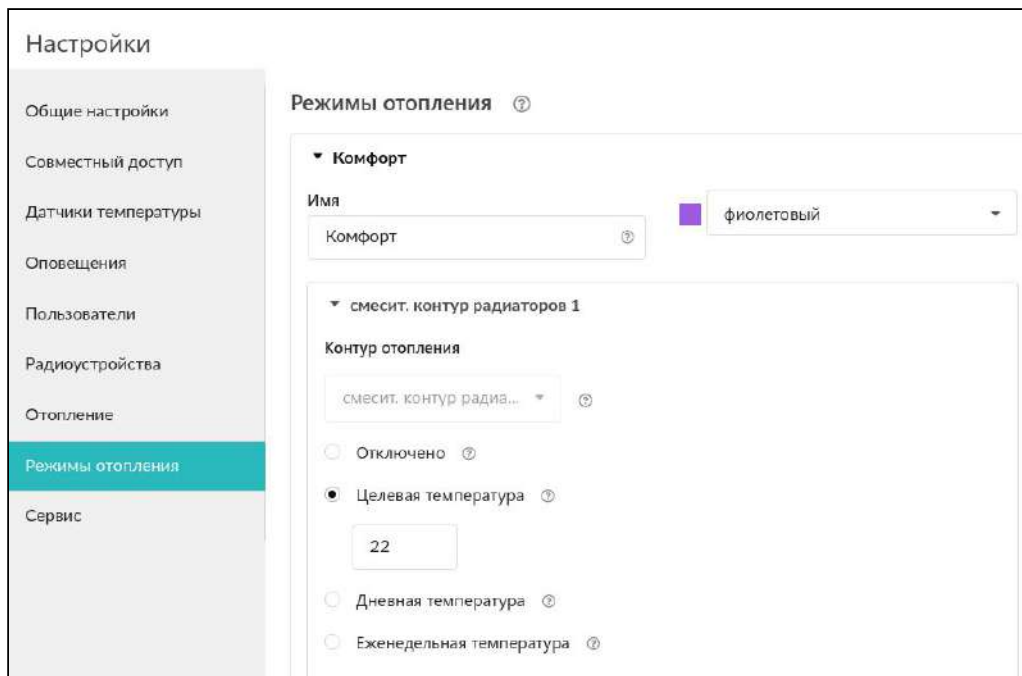 Настройки
Общие настройки
Совместный доступ
Датчики температуры
Оповещения
Пользователи
Радиоустройства
Отопление
Режимы отопления
Сервис
Режимы отопления
Комфорт
Имя
Комфорт
фиолетовый
смесит. контур радиаторов 1
Контур отопления
смесит. контур радиа...
Отключено
Целевая температура
22
Дневная температура
Еженедельная температура